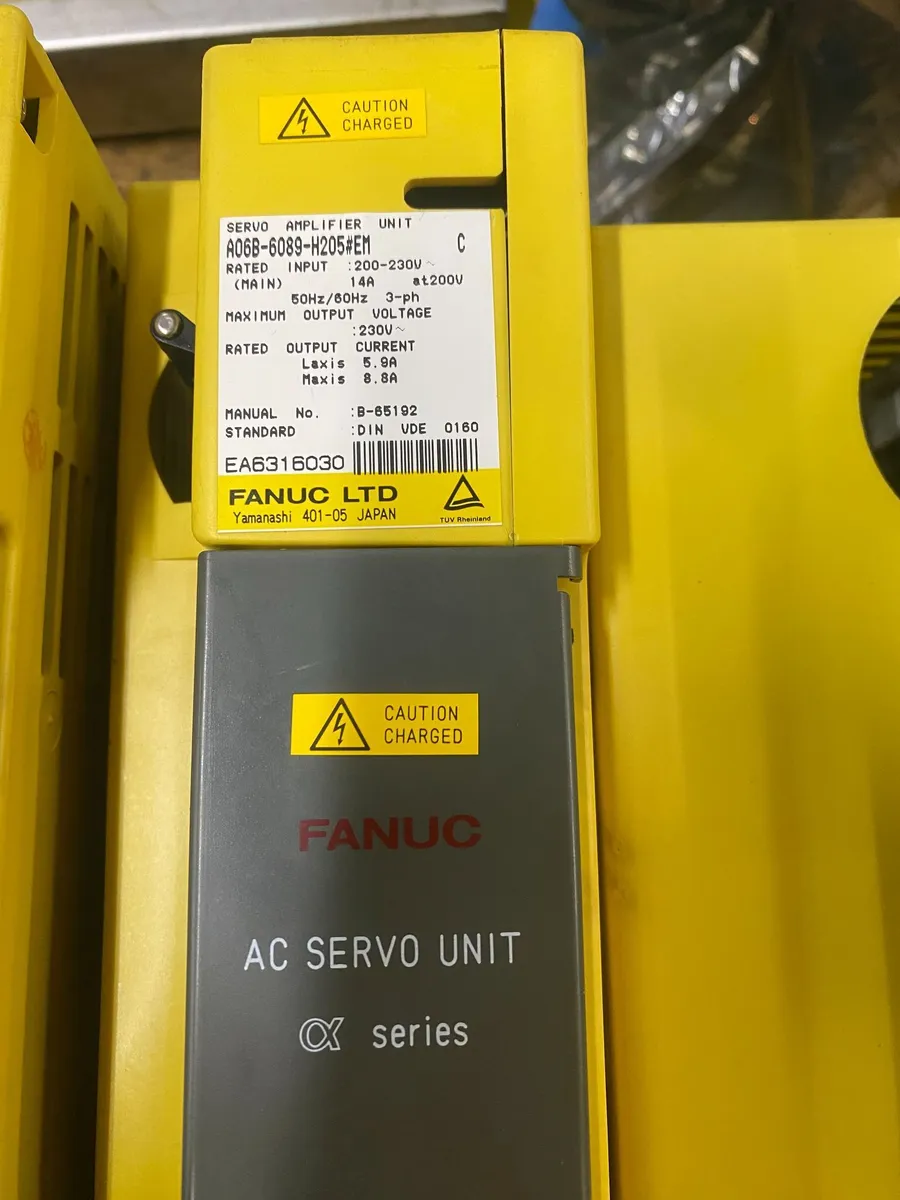 CAUTION
CHARGED
SERVO AMPLIFIER UNIT
A06B-6089-H205#EM C
RATED INPUT :200-230V~
(MAIN) 14A at200V
50Hz/60Hz 3-ph
MAXIMUM OUTPUT VOLTAGE
:230V~
RATED OUTPUT CURRENT
Laxis 5.9A
Maxis 8.8A
MANUAL No. :B-65192
STANDARD :DIN VDE 0160
EA6316030
FANUC LTD
Yamanashi 401-05 JAPAN
TÜV Rheinland
CAUTION
CHARGED
FANUC
AC SERVO UNIT
α series